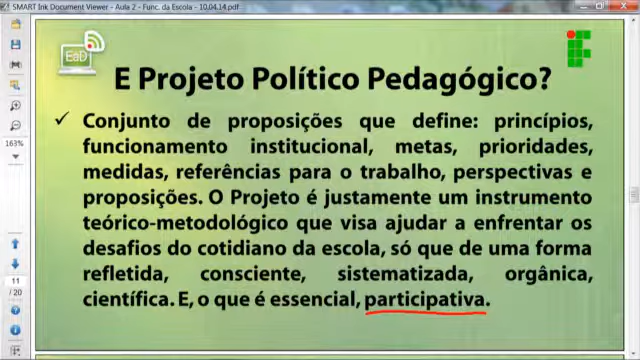 SMART Ink Document Viewer - Aula 2 - Func. da Escola - 10.04.14.pdf
EaD
E Projeto Político Pedagógico?
✓ Conjunto de proposições que define: princípios,
funcionamento institucional, metas, prioridades,
medidas, referências para o trabalho, perspectivas e
proposições. O Projeto é justamente um instrumento
teórico-metodológico que visa ajudar a enfrentar os
desafios do cotidiano da escola, só que de uma forma
refletida, consciente, sistematizada, orgânica,
científica. E, o que é essencial, participativa.
163%
11
/ 20